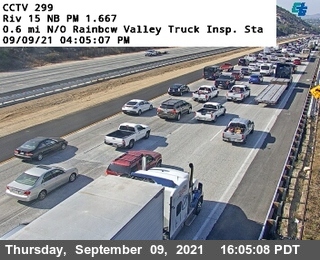 CCTV 299
Riv 15 NB PM 1.667
0.6 mi N/O Rainbow Valley Truck Insp. Sta
09/09/21 04:05:07 PM
Thursday, September 09, 2021 16:05:08 PDT